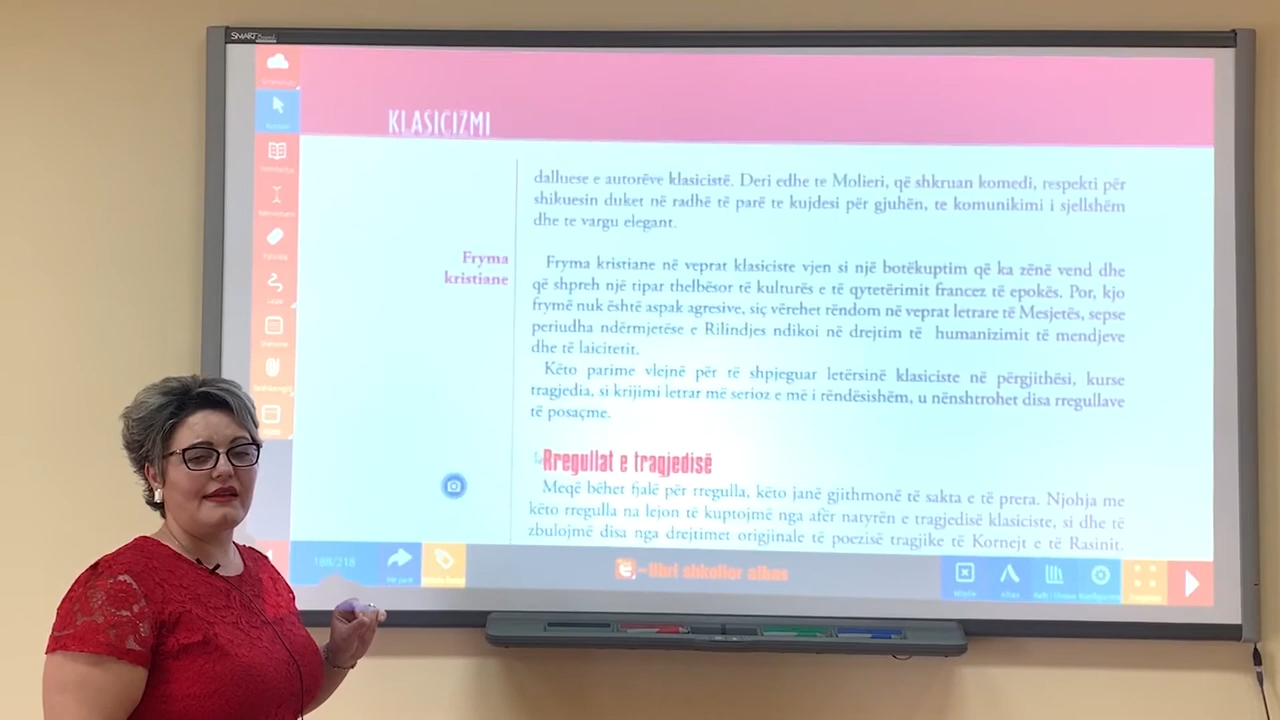 SMART Board
KLASICIZMI
dalluese e autorëve klasicistë. Deri edhe te Molieri, që shkruan komedi, respekti për
shikuesin duket në radhë të parë te kujdesi për gjuhën, te komunikimi i sjellshëm
dhe te vargu elegant.
Fryma
kristiane
Fryma kristiane në veprat klasiciste vjen si një botëkuptim që ka zënë vend dhe
që shpreh një tipar thelbësor të kulturës e të qytetërimit francez të epokës. Por, kjo
frymë nuk është aspak agresive, siç vërehet rëndom në veprat letrare të Mesjetës, sepse
periudha ndërmjetëse e Rilindjes ndikoi në drejtim të humanizimit të mendjeve
dhe të laicitetit.
Këto parime vlejnë për të shpjeguar letërsinë klasiciste në përgjithësi, kurse
tragjedia, si krijimi letrar më serioz e më i rëndësishëm, u nënshtrohet disa rregullave
të posaçme.
Rregullat e tragjedisë
Meqë bëhet fjalë për rregulla, këto janë gjithmonë të sakta e të prera. Njohja me
këto rregulla na lejon të kuptojmë nga afër natyrën e tragjedisë klasiciste, si dhe të
zbulojmë disa nga drejtimet origjinale të poezisë tragjike të Kornejt e të Rasinit.
188/218
e-libri shkollor albas